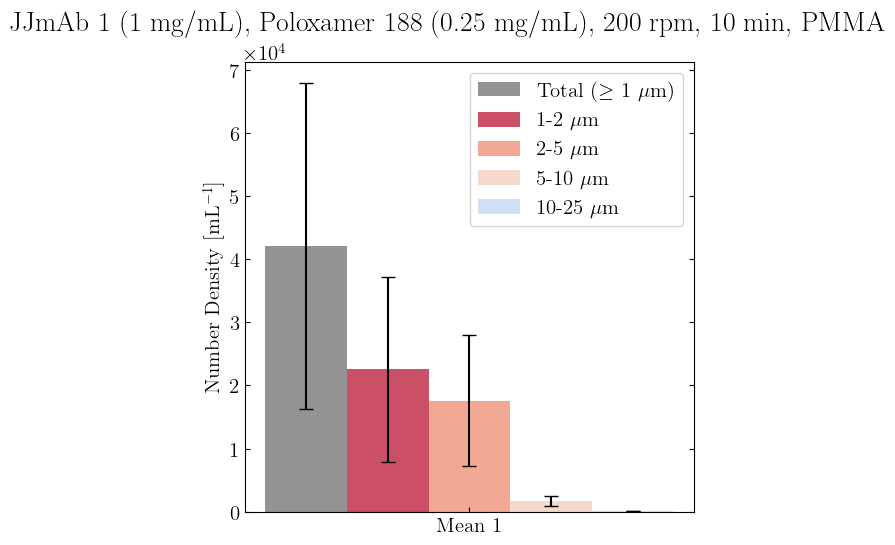 JJmAb 1 (1 mg/mL), Poloxamer 188 (0.25 mg/mL), 200 rpm, 10 min, PMMA
×10⁴
7
6
5
4
3
2
1
0
Number Density [mL⁻¹]
Total (≥ 1 μm)
1-2 μm
2-5 μm
5-10 μm
10-25 μm
Mean 1